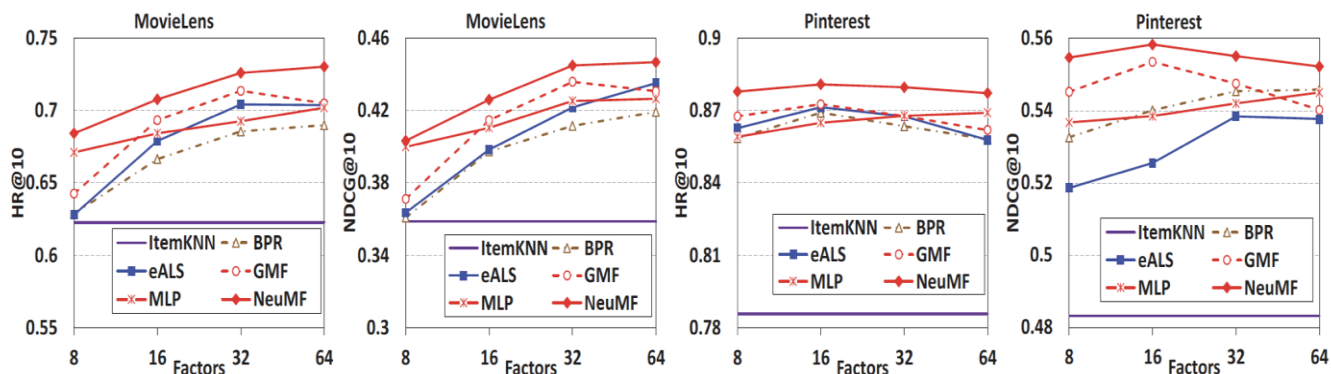 MovieLens
0.75
0.7
0.65
0.6
0.55
HR@10
ItemKNN
BPR
eALS
GMF
MLP
NeuMF
8
16
32
64
Factors
MovieLens
0.46
0.42
0.38
0.34
0.3
NDCG@10
ItemKNN
BPR
eALS
GMF
MLP
NeuMF
8
16
32
64
Factors
Pinterest
0.9
0.87
0.84
0.81
0.78
HR@10
ItemKNN
BPR
eALS
GMF
MLP
NeuMF
8
16
32
64
Factors
Pinterest
0.56
0.54
0.52
0.5
0.48
NDCG@10
ItemKNN
BPR
eALS
GMF
MLP
NeuMF
8
16
32
64
Factors